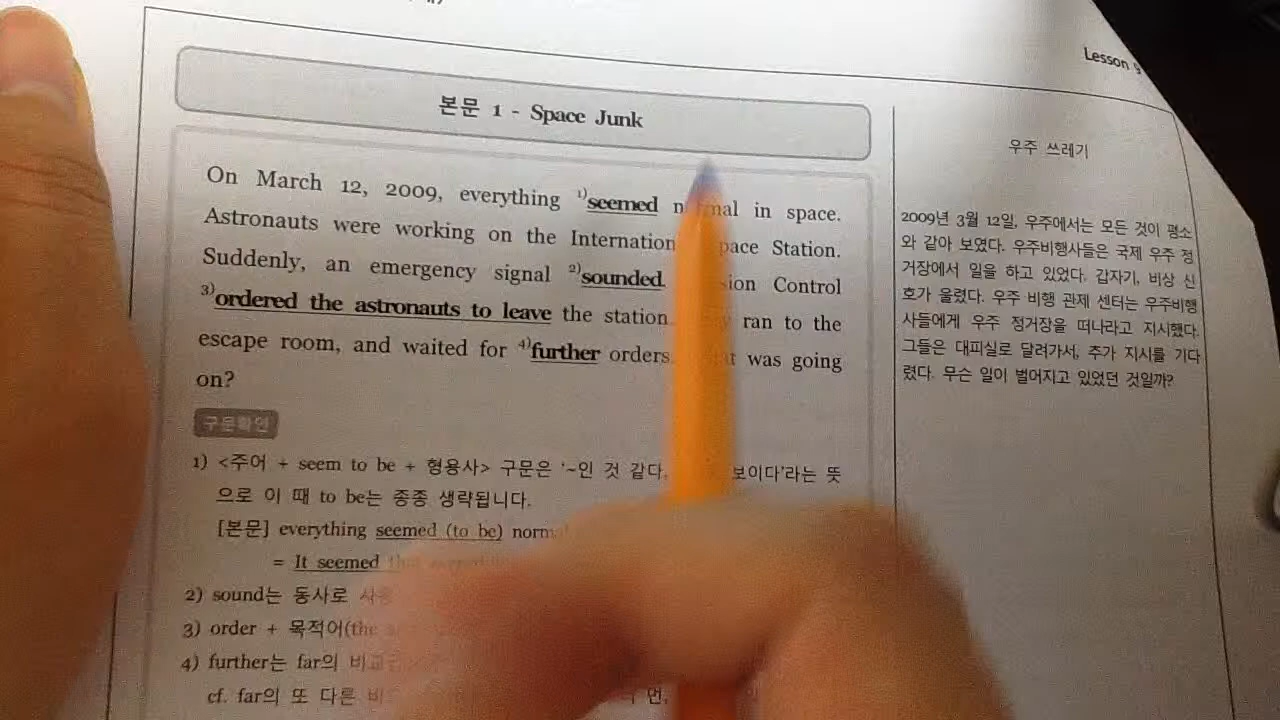 Lesson 9
본문 1 - Space Junk
On March 12, 2009, everything 1)seemed in space.
Astronauts were working on the Station.
Suddenly, an emergency signal 2)sounded. Control
3)ordered the astronauts to leave the station. ran to the
escape room, and waited for 4)further orders. was going
on?
구문확인
1) <주어 + seem to be + 형용사> 구문은 '~인 것 같다, 보이다'라는 뜻
으로 이 때 to be는 종종 생략됩니다.
[본문] everything seemed (to be)
= It seemed
2) sound는 동사로
3) order + 목적어(the
4) further는 far의
cf. far의 또 다른
우주 쓰레기
2009년 3월 12일, 우주에서는 모든 것이 평소
와 같아 보였다. 우주비행사들은 국제 우주 정
거장에서 일을 하고 있었다. 갑자기, 비상 신
호가 울렸다. 우주 비행 관제 센터는 우주비행
사들에게 우주 정거장을 떠나라고 지시했다.
그들은 대피실로 달려가서, 추가 지시를 기다
렸다. 무슨 일이 벌어지고 있었던 것일까?